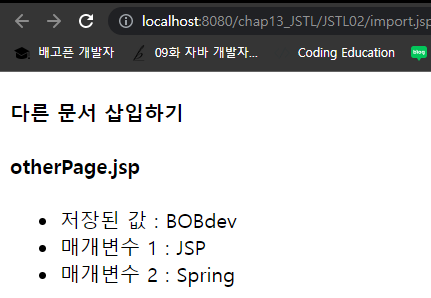 localhost:8080/chap13_JSTL/JSTL02/import.jsp
배고픈 개발자
09화 자바 개발자...
Coding Education
blog
다른 문서 삽입하기
otherPage.jsp
• 저장된 값 : BOBdev
• 매개변수 1 : JSP
• 매개변수 2 : Spring